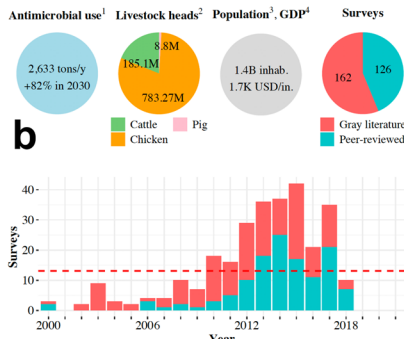 Antimicrobial use1 Livestock heads2 Population3, GDP4 Surveys
2,633 tons/y
+82% in 2030
8.8M
185.1M
783.27M
1.4B inhab.
1.7K USD/in.
162
126
Cattle
Pig
Chicken
Gray literature
Peer-reviewed
b
Surveys
40
30
20
10
0
2000
2006
2012
2018
Year